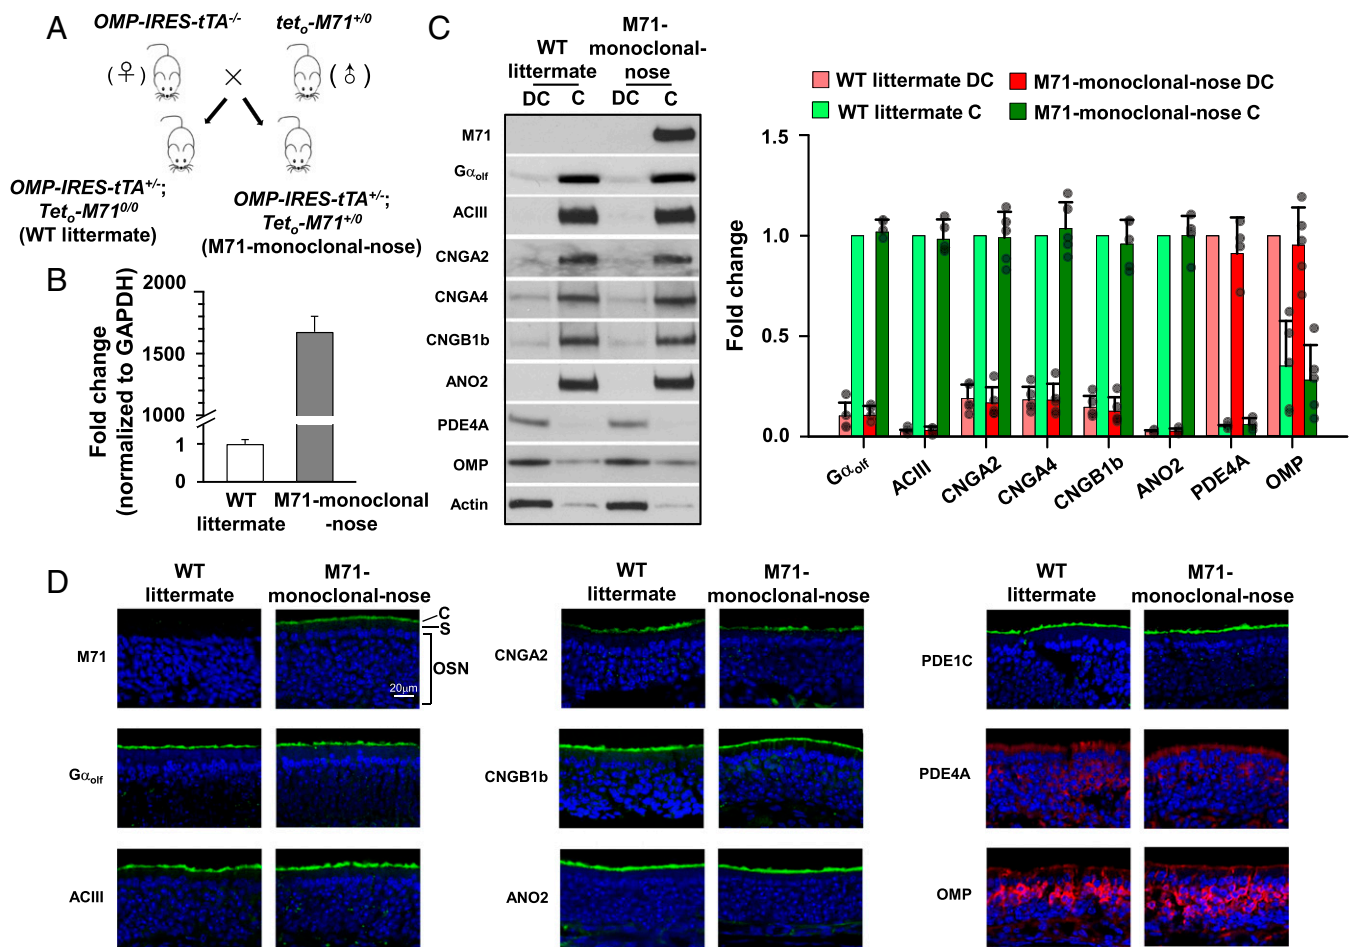 A
OMP-IRES-tTA-/-
teto-M71+/0
(♀)
×
(♂)
OMP-IRES-tTA+/-;
Teto-M710/0
(WT littermate)
OMP-IRES-tTA+/-;
Teto-M71+/0
(M71-monoclonal-nose)
B
Fold change
(normalized to GAPDH)
2000
1500
1000
1
0
WT
littermate
M71-monoclonal
-nose
C
WT
littermate
M71-
monoclonal-
nose
DC C DC C
M71
Gαolf
ACIII
CNGA2
CNGA4
CNGB1b
ANO2
PDE4A
OMP
Actin
WT littermate DC
M71-monoclonal-nose DC
WT littermate C
M71-monoclonal-nose C
Fold change
1.5
1.0
0.5
0.0
Gαolf
ACIII
CNGA2
CNGA4
CNGB1b
ANO2
PDE4A
OMP
D
WT
littermate
M71-
monoclonal-nose
M71
C
S
OSN
20μm
Gαolf
ACIII
WT
littermate
M71-
monoclonal-nose
CNGA2
CNGB1b
ANO2
WT
littermate
M71-
monoclonal-nose
PDE1C
PDE4A
OMP